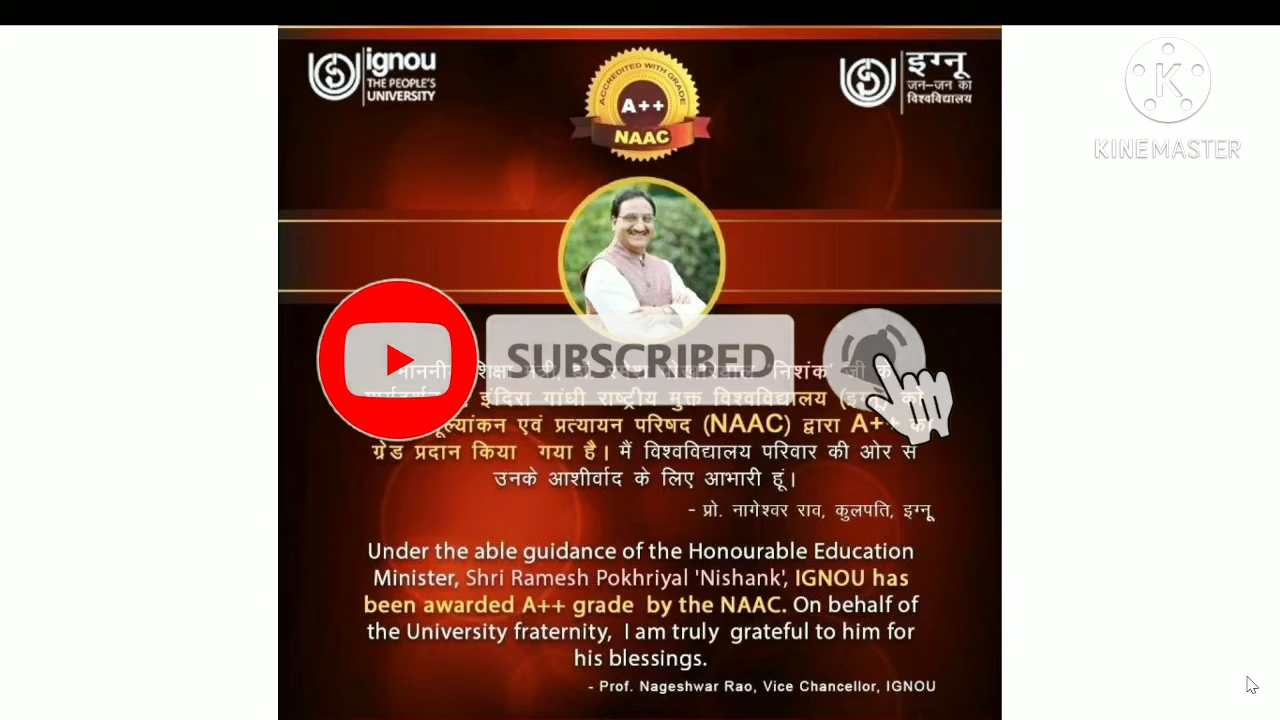 ignou
THE PEOPLE'S
UNIVERSITY
ACCREDITED WITH GRADE
A++
NAAC
इग्नू
जन-जन का
विश्वविद्यालय
K
KINEMASTER
SUBSCRIBED
'निशंक' जी
इंदिरा गांधी राष्ट्रीय मुक्त विश्वविद्यालय
एवं प्रत्यायन परिषद (NAAC) द्वारा A++
ग्रेड प्रदान किया गया है। मैं विश्वविद्यालय परिवार की ओर से
उनके आशीर्वाद के लिए आभारी हूं।
- प्रो. नागेश्वर राव, कुलपति, इग्नू
Under the able guidance of the Honourable Education
Minister, Shri Ramesh Pokhriyal 'Nishank', IGNOU has
been awarded A++ grade by the NAAC. On behalf of
the University fraternity, I am truly grateful to him for
his blessings.
- Prof. Nageshwar Rao, Vice Chancellor, IGNOU